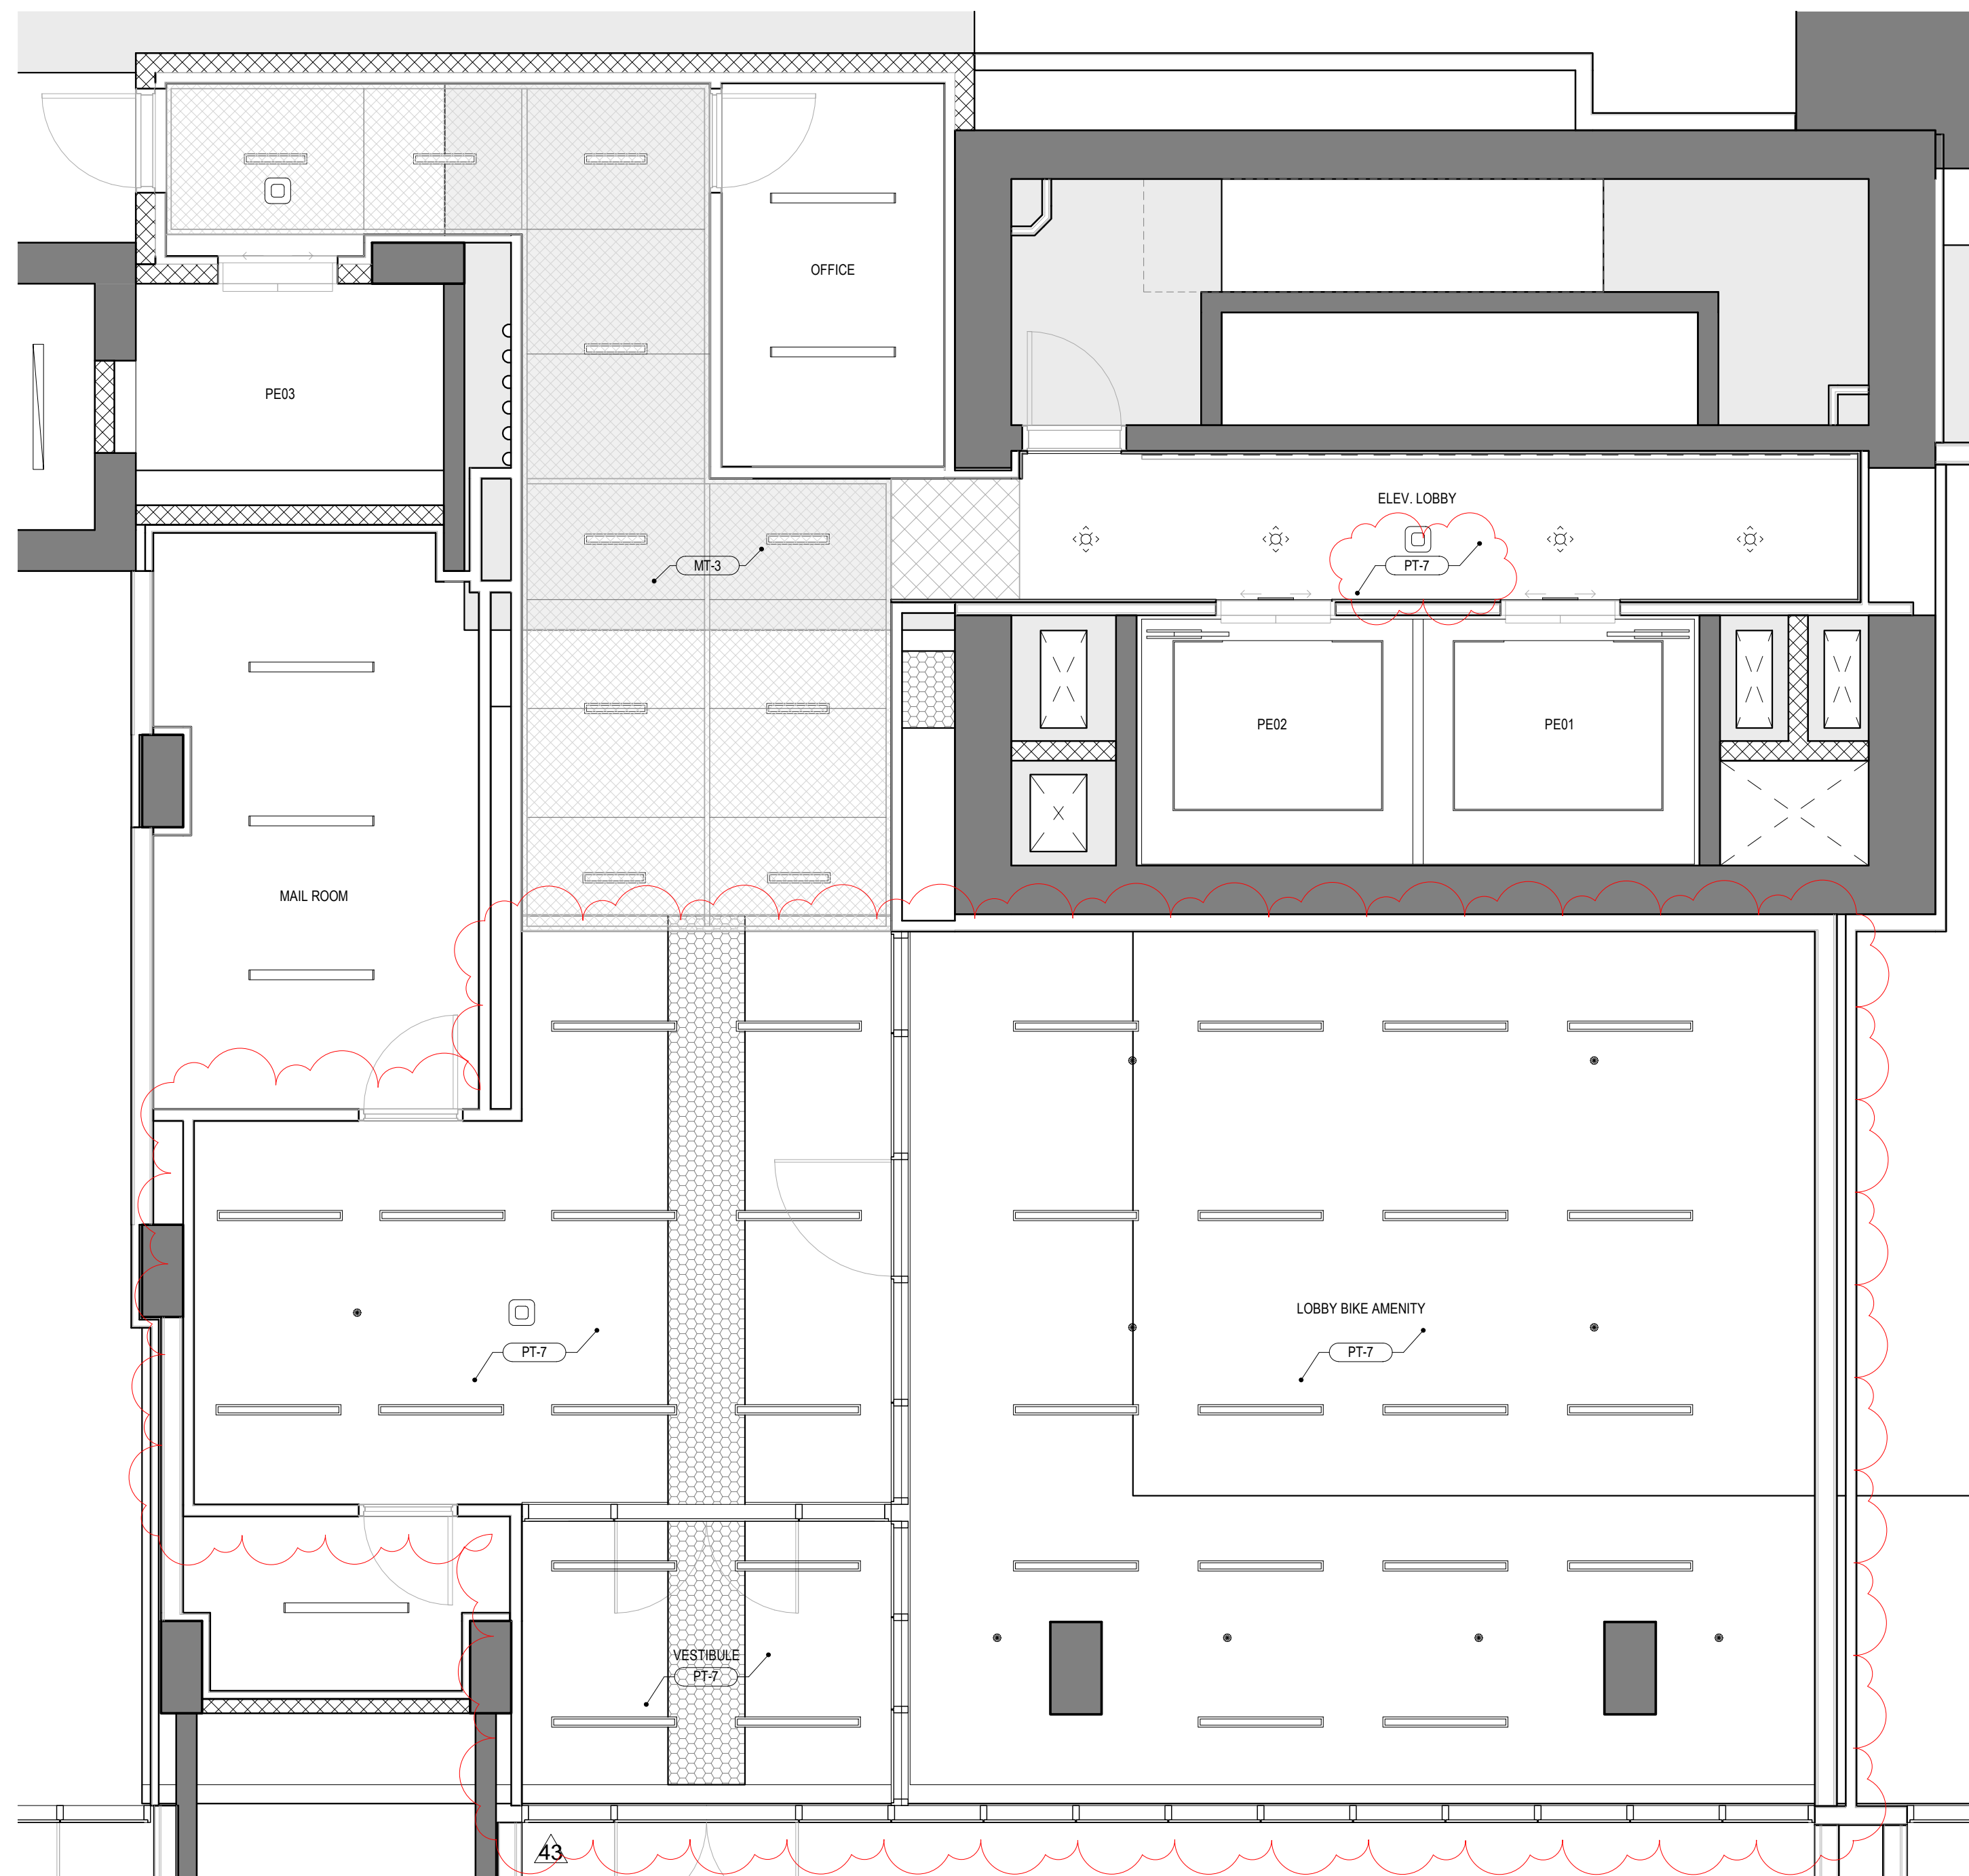 OFFICE
PE03
ELEV. LOBBY
MT-3
PT-7
PE02
PE01
MAIL ROOM
LOBBY BIKE AMENITY
PT-7
PT-7
VESTIBULE
PT-7
43